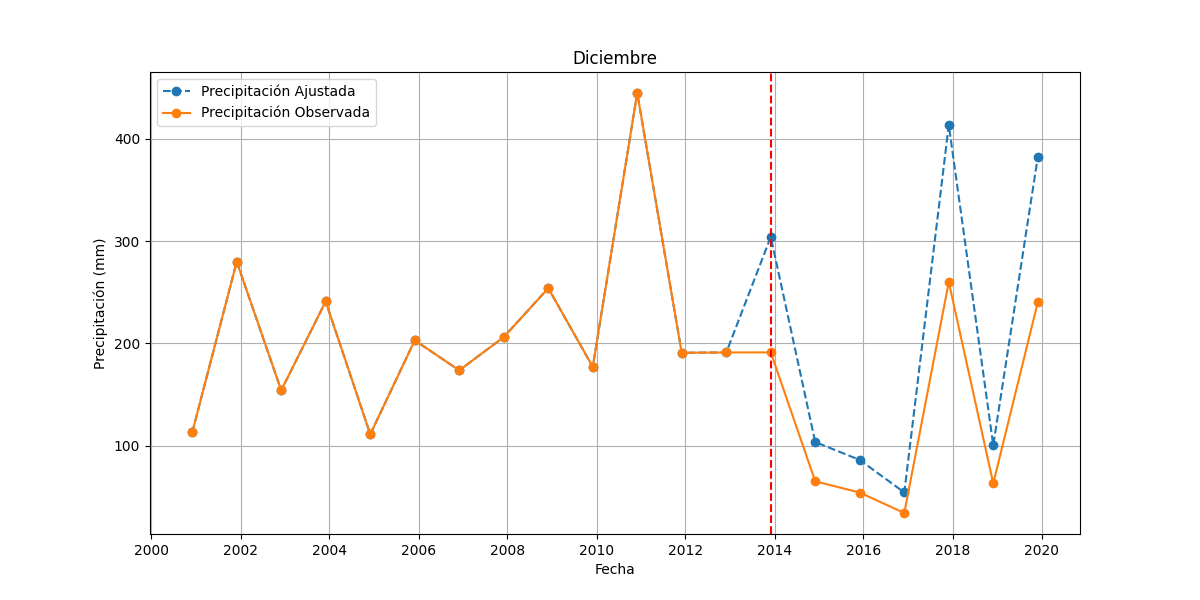 Diciembre
Precipitación Ajustada
Precipitación Observada
Precipitación (mm)
400
300
200
100
2000 2002 2004 2006 2008 2010 2012 2014 2016 2018 2020
Fecha